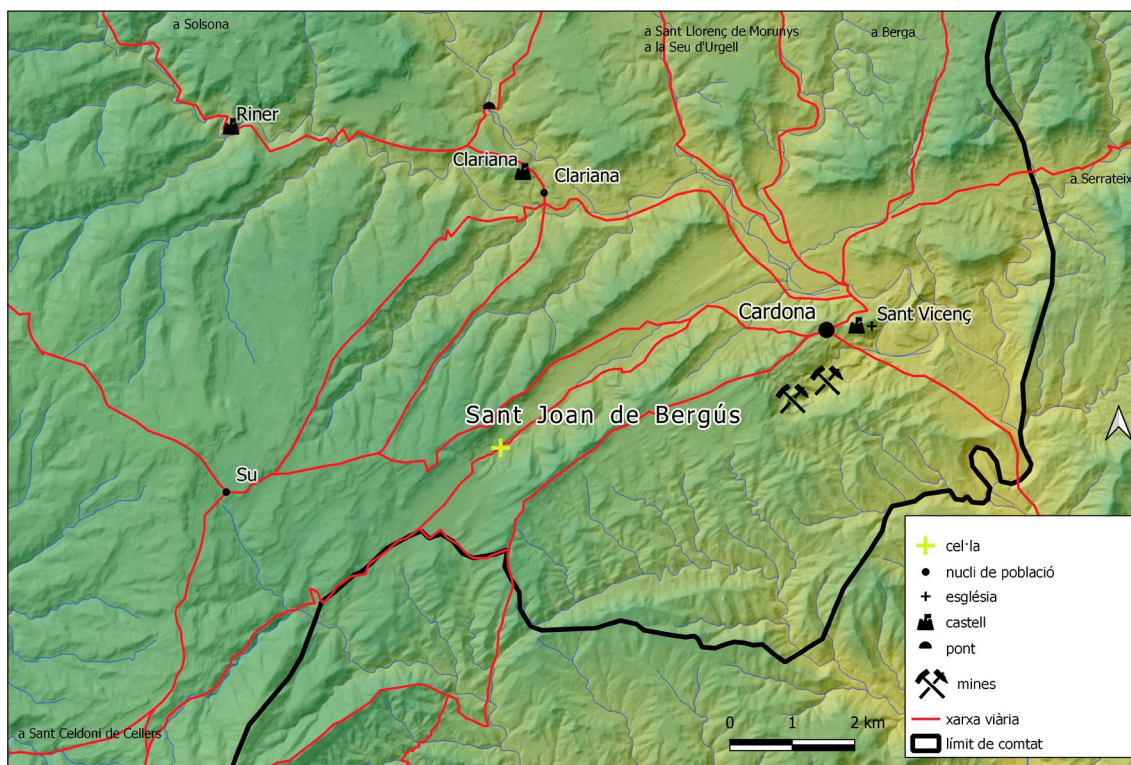 a Solsona
a Sant Llorenç de Morunys
a la Seu d'Urgell
a Berga
Riner
Clariana
Clariana
a Serrateix
Cardona
Sant Vicenç
Sant Joan de Bergús
Su
a Sant Celdoni de Cellers
0 1 2 km
cel·la
nucli de població
església
castell
pont
mines
xarxa viària
límit de comtat